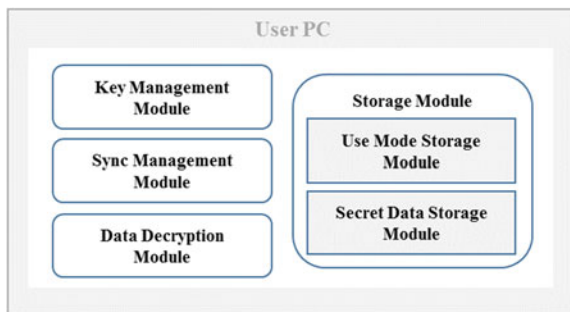 User PC
Key Management
Module
Sync Management
Module
Data Decryption
Module
Storage Module
Use Mode Storage
Module
Secret Data Storage
Module